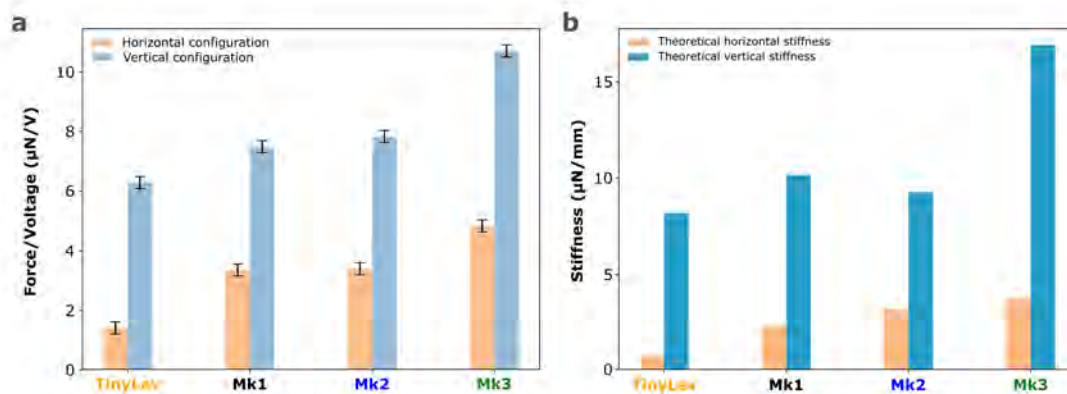 a
Horizontal configuration
Vertical configuration
Force/Voltage (μN/V)
10
8
6
4
2
0
TinyLev
Mk1
Mk2
Mk3
b
Theoretical horizontal stiffness
Theoretical vertical stiffness
Stiffness (μN/mm)
15
10
5
0
TinyLev
Mk1
Mk2
Mk3